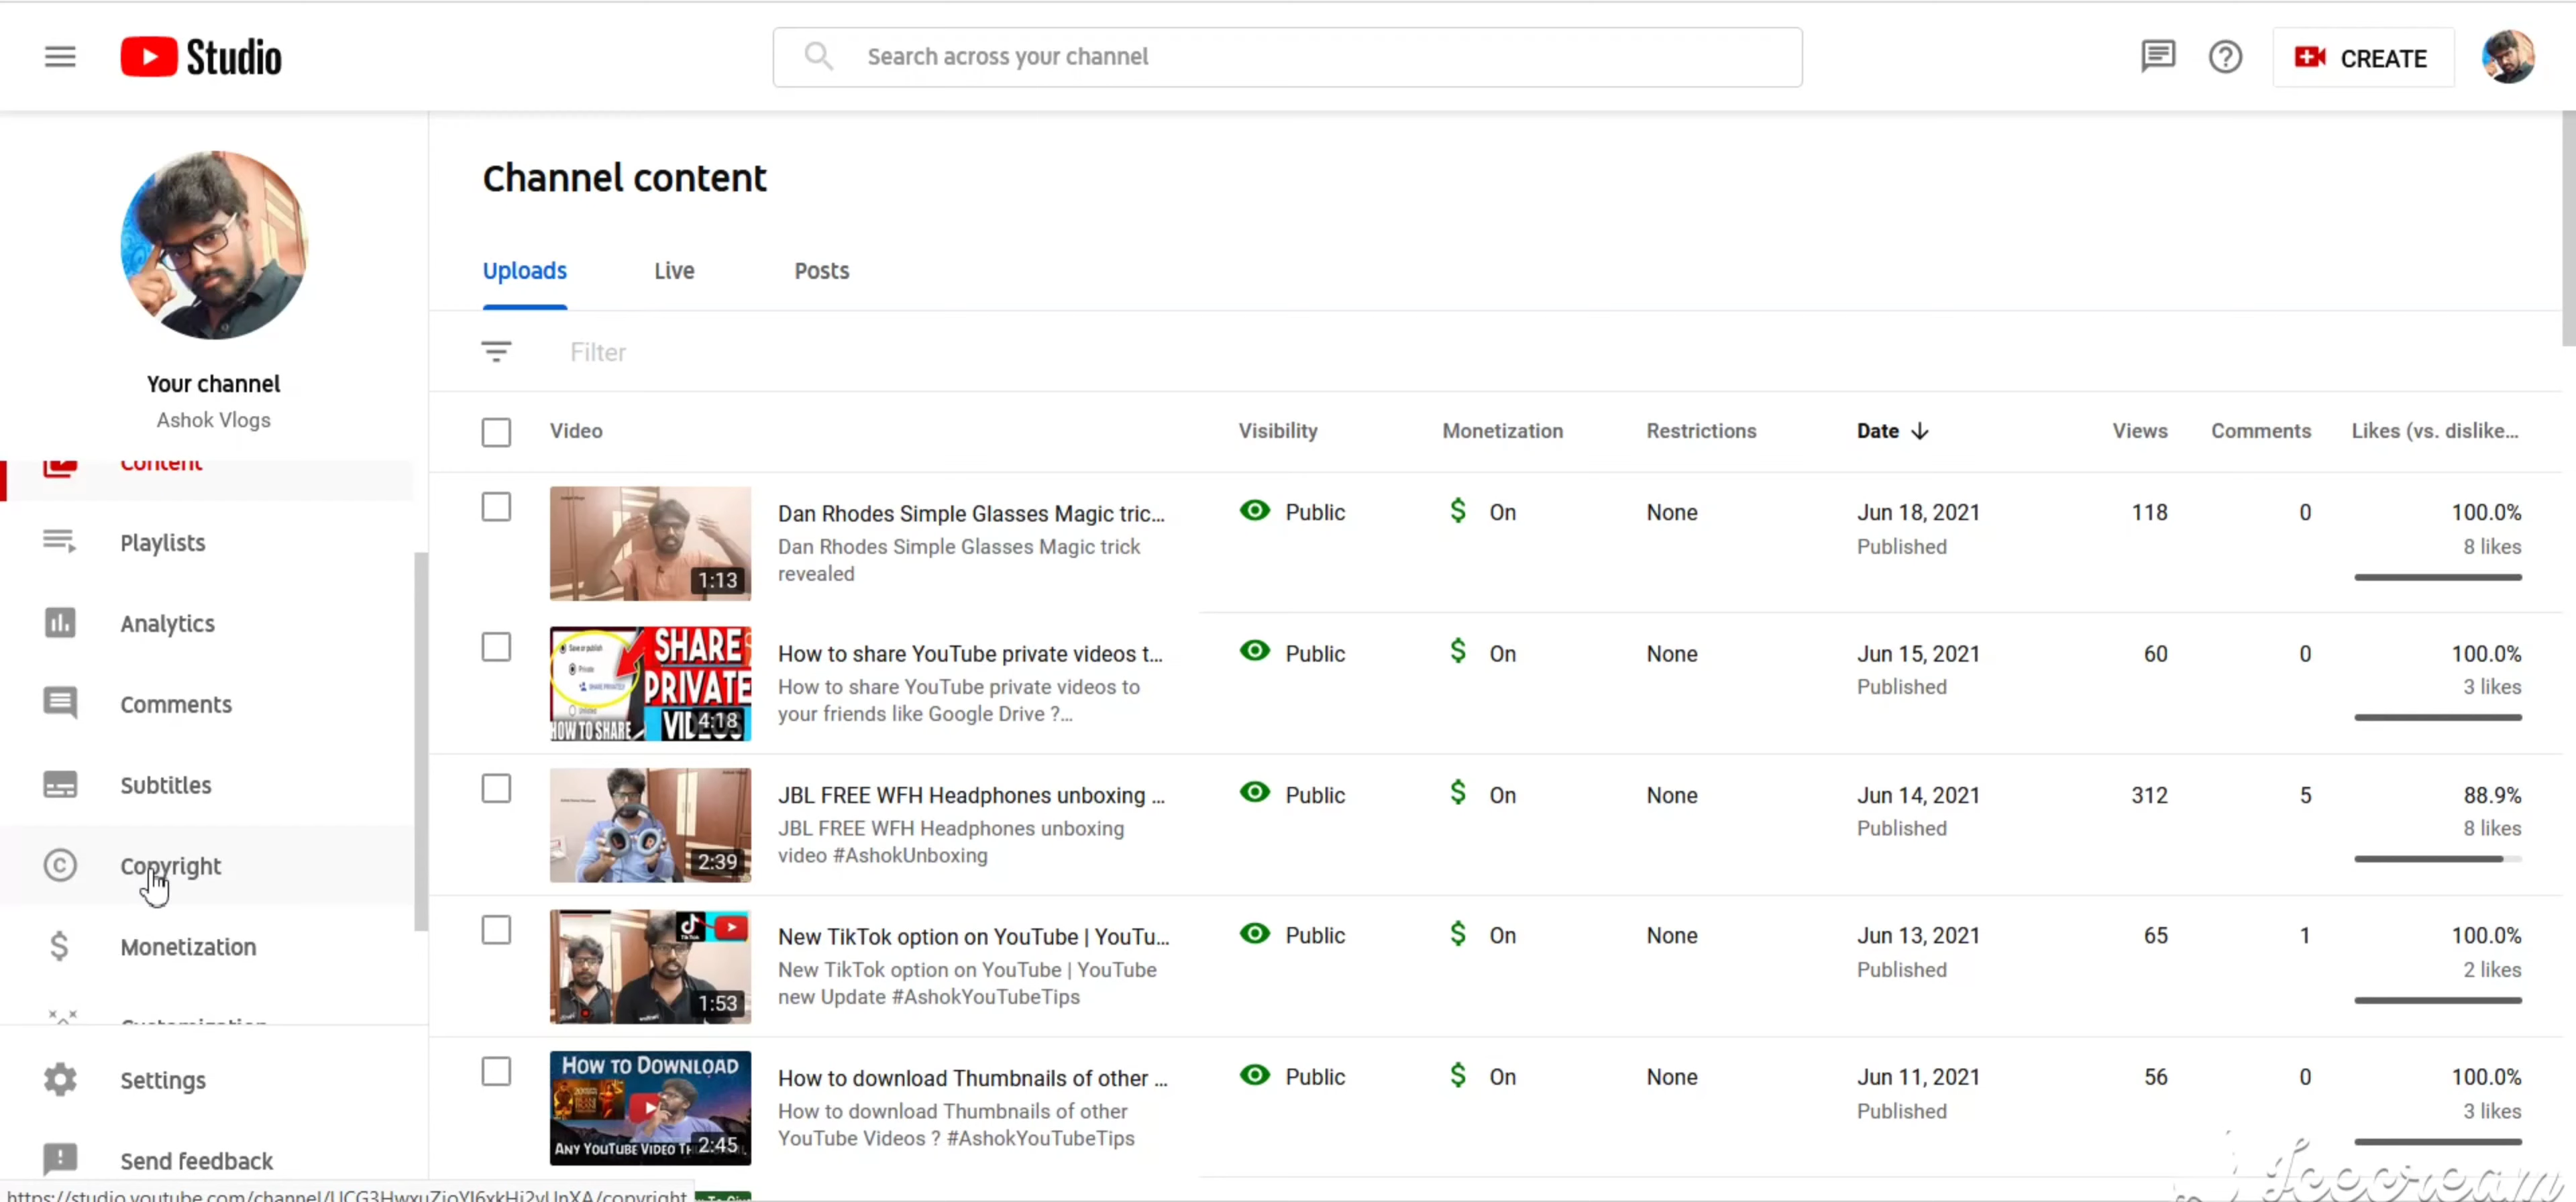 Studio
Search across your channel
CREATE
Your channel
Ashok Vlogs
Content
Playlists
Analytics
Comments
Subtitles
Copyright
Monetization
Customization
Settings
Send feedback
Channel content
Uploads Live Posts
Filter
Video Visibility Monetization Restrictions Date Views Comments Likes (vs. dislike...
Dan Rhodes Simple Glasses Magic tric... Public $ On None Jun 18, 2021 118 0 100.0%
Dan Rhodes Simple Glasses Magic trick Published 8 likes
revealed
1:13
SHARE
PRIVATE
HOW TO SHARE
4:18
How to share YouTube private videos t... Public $ On None Jun 15, 2021 60 0 100.0%
How to share YouTube private videos to Published 3 likes
your friends like Google Drive ?...
JBL FREE WFH Headphones unboxing ... Public $ On None Jun 14, 2021 312 5 88.9%
JBL FREE WFH Headphones unboxing Published 8 likes
video #AshokUnboxing
2:39
New TikTok option on YouTube | YouTu... Public $ On None Jun 13, 2021 65 1 100.0%
New TikTok option on YouTube | YouTube Published 2 likes
new Update #AshokYouTubeTips
1:53
HOW TO DOWNLOAD
ANY YOUTUBE VIDEO
2:45
How to download Thumbnails of other ... Public $ On None Jun 11, 2021 56 0 100.0%
How to download Thumbnails of other Published 3 likes
YouTube Videos ? #AshokYouTubeTips
Icecream